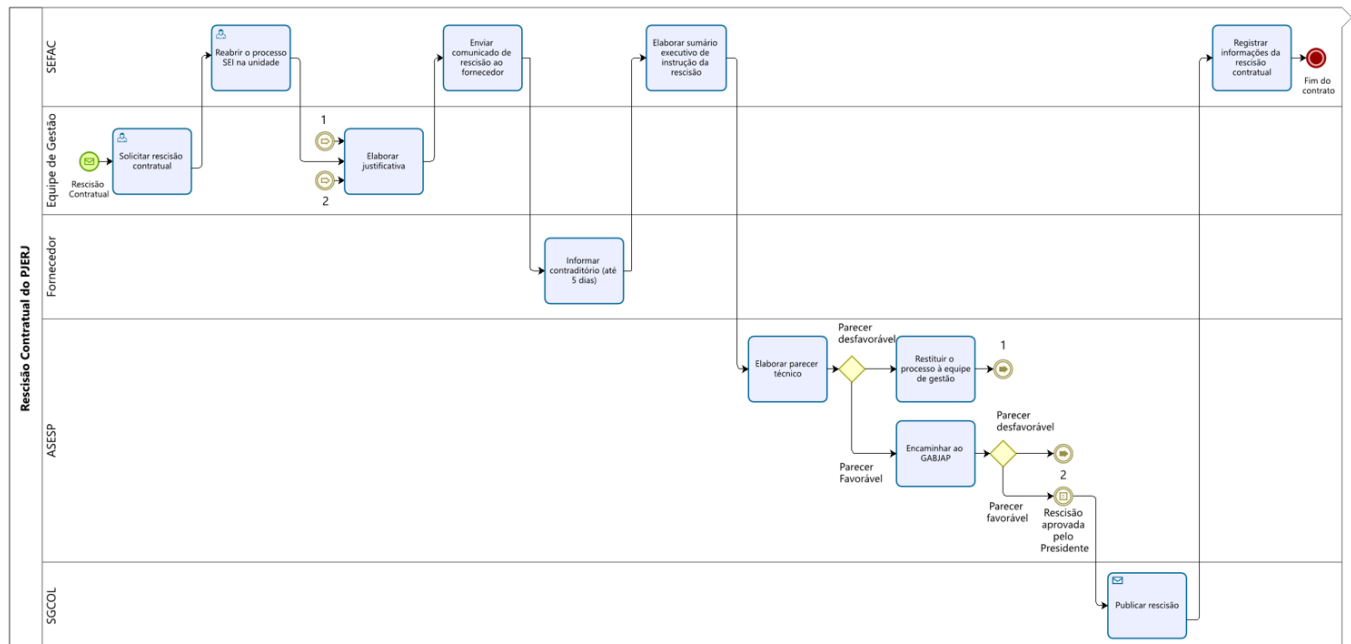 Rescisão Contratual do PJERJ
SEFAC
Reabrir o processo
SEI na unidade
Enviar
comunicado de
rescisão ao
fornecedor
Elaborar sumário
executivo de
instrução da
rescisão
Registrar
informações da
rescisão
contratual
Fim do
contrato
Equipe de Gestão
Rescisão
Contratual
Solicitar rescisão
contratual
1
2
Elaborar
justificativa
Fornecedor
Informar
contraditório (até
5 dias)
ASESP
Elaborar parecer
técnico
Parecer
desfavorável
Restituir o
processo à equipe
de gestão
1
Parecer
Favorável
Encaminhar ao
GABJAP
Parecer
desfavorável
2
Parecer
favorável
Rescisão
aprovada
pelo
Presidente
SGCOL
Publicar rescisão